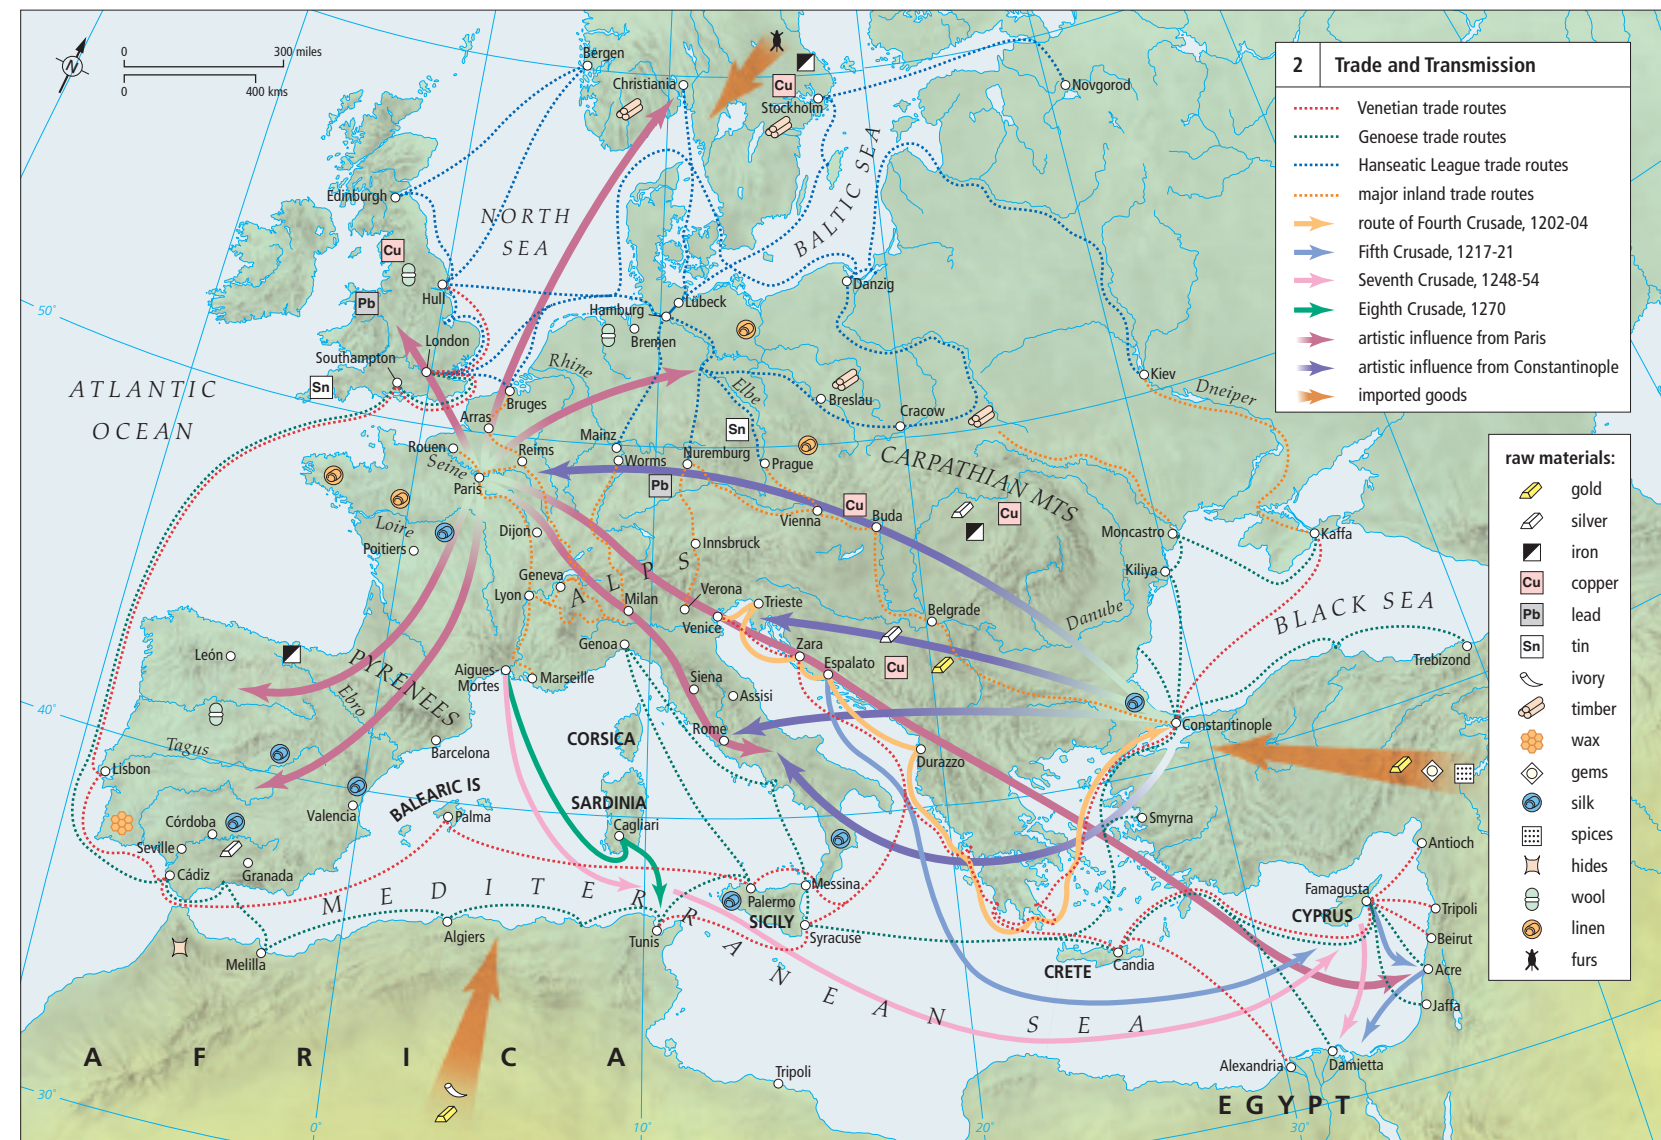 0 300 miles
0 400 kms
N
2 Trade and Transmission
Venetian trade routes
Genoese trade routes
Hanseatic League trade routes
major inland trade routes
route of Fourth Crusade, 1202-04
Fifth Crusade, 1217-21
Seventh Crusade, 1248-54
Eighth Crusade, 1270
artistic influence from Paris
artistic influence from Constantinople
imported goods
raw materials:
gold
silver
iron
Cu copper
Pb lead
Sn tin
ivory
timber
wax
gems
silk
spices
hides
wool
linen
furs
Bergen
Christiania
Cu
Stockholm
Novgorod
Edinburgh
NORTH
SEA
BALTIC SEA
Cu
Hull
Pb
50°
Danzig
Lübeck
Hamburg
Bremen
London
Southampton
Sn
Rhine
Elbe
Kiev
Dneiper
ATLANTIC
OCEAN
Bruges
Arras
Breslau
Cracow
Rouen
Seine
Reims
Mainz
Worms
Sn
Nuremburg
Prague
Paris
Pb
CARPATHIAN MTS
Cu
Cu
Vienna
Buda
Loire
Poitiers
Dijon
Innsbruck
Moncastro
Kaffa
Kiliya
Geneva
ALPS
Lyon
Milan
Verona
Trieste
Venice
Belgrade
Danube
BLACK SEA
Trebizond
León
PYRENEES
Ebro
Genoa
Zara
Espalato
Cu
Aigues
Mortes
Marseille
Siena
Assisi
40°
Tagus
Barcelona
CORSICA
Rome
Constantinople
Lisbon
Durazzo
BALEARIC IS
SARDINIA
Valencia
Palma
Cagliari
Smyrna
Córdoba
Seville
Cádiz
Granada
Antioch
Messina
Palermo
SICILY
Famagusta
CYPRUS
Tripoli
MEDITERRANEAN SEA
Algiers
Tunis
Syracuse
Beirut
Melilla
CRETE
Candia
Acre
Jaffa
AFRICA
Tripoli
Alexandria
Damietta
30°
EGYPT
0°
10°
20°
30°